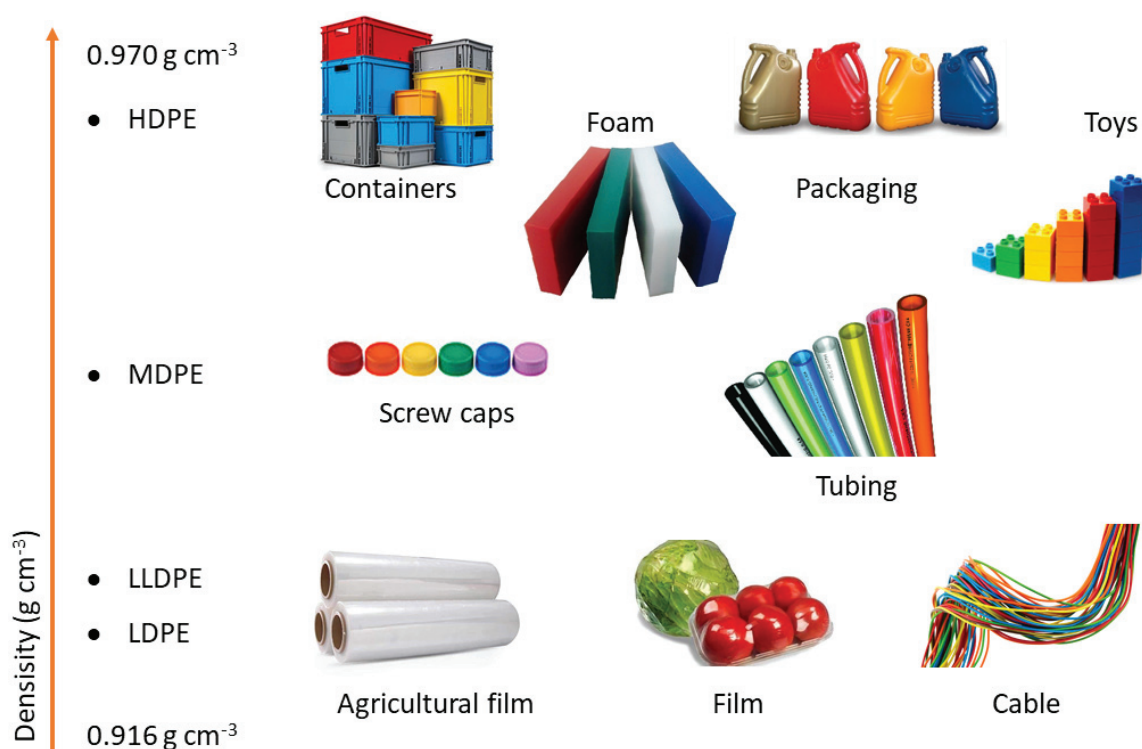 0.970 g cm⁻³
• HDPE
Containers
Foam
Packaging
Toys
• MDPE
Screw caps
Tubing
• LLDPE
• LDPE
Agricultural film
Film
Cable
0.916 g cm⁻³
Densisity (g cm⁻³)